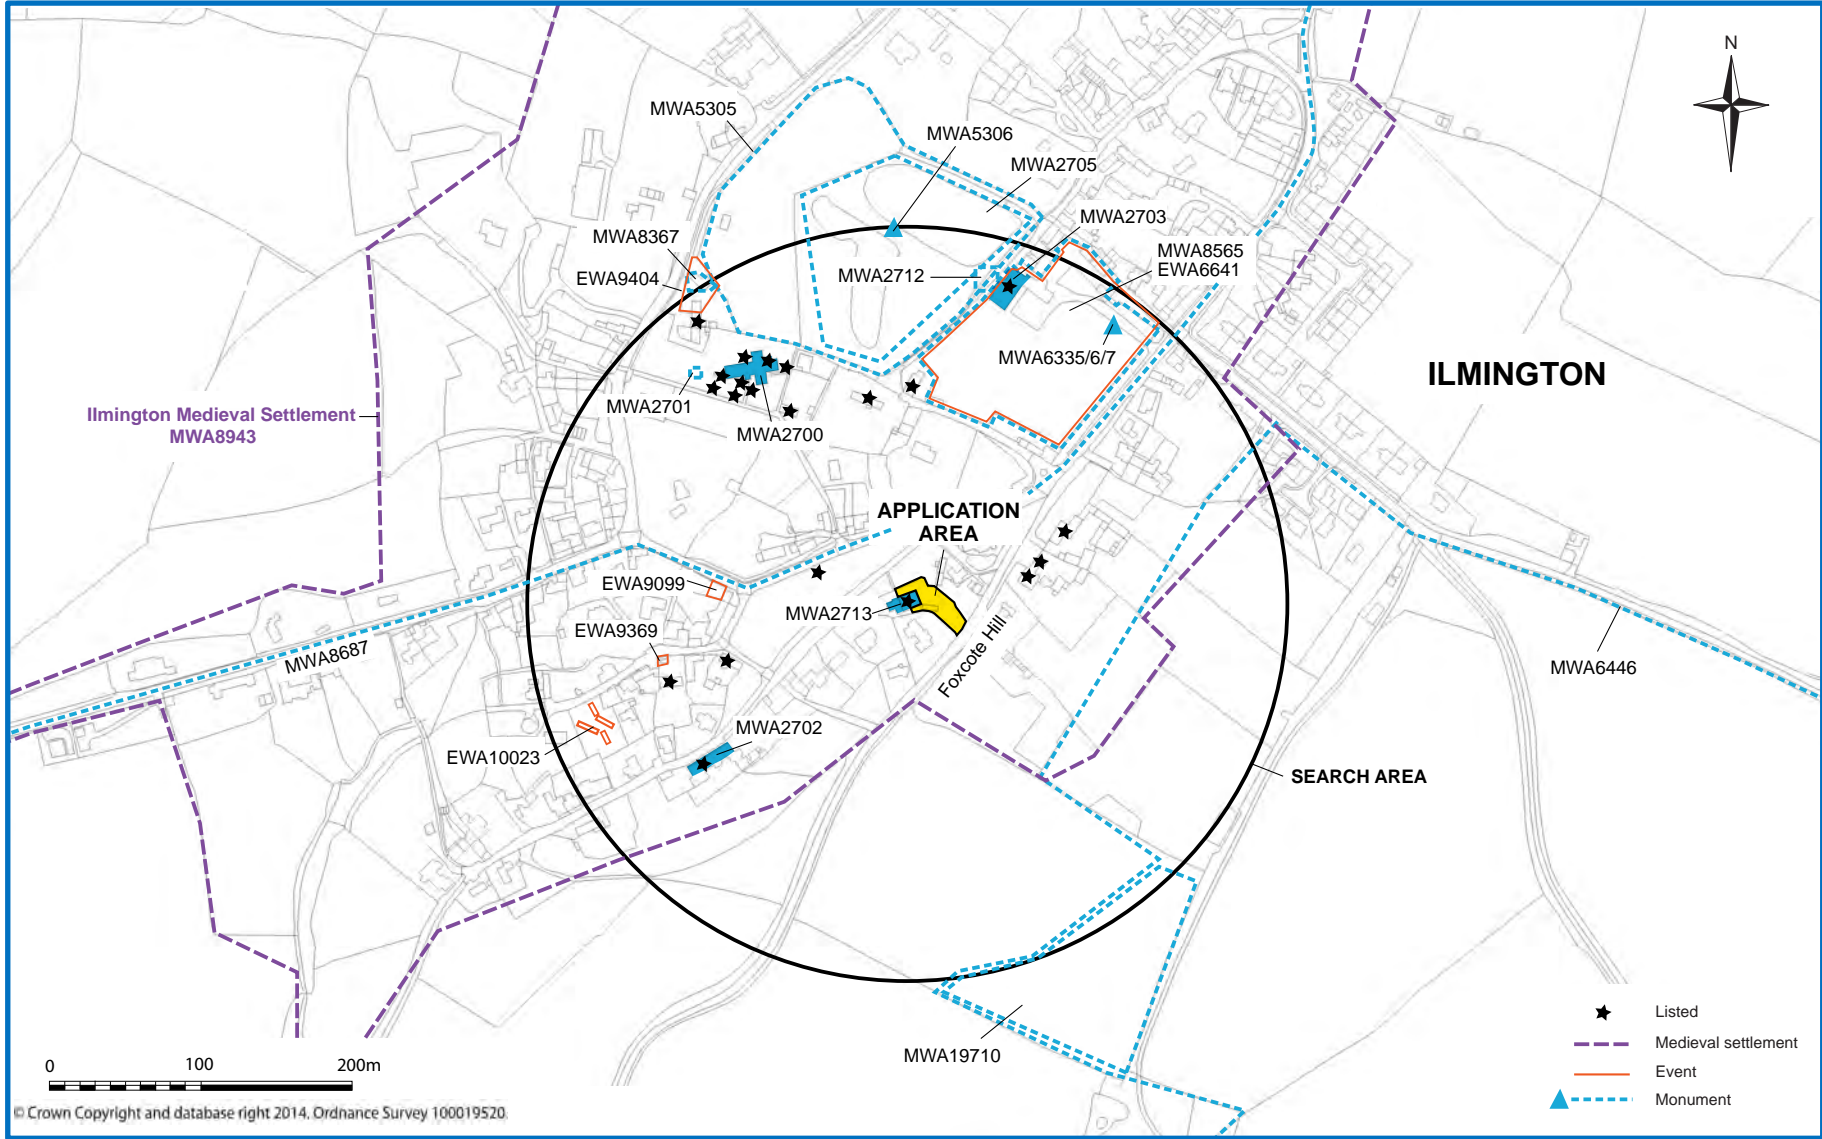 N
MWA5305
MWA5306
MWA2705
MWA2703
MWA8367
MWA8565
EWA6641
EWA9404
MWA2712
MWA6335/6/7
ILMINGTON
MWA2701
Ilmington Medieval Settlement
MWA8943
MWA2700
APPLICATION
AREA
EWA9099
MWA2713
EWA9369
MWA8687
Foxcote Hill
MWA6446
MWA2702
EWA10023
SEARCH AREA
MWA19710
Listed
Medieval settlement
Event
Monument
0 100 200m
© Crown Copyright and database right 2014. Ordnance Survey 100019520.